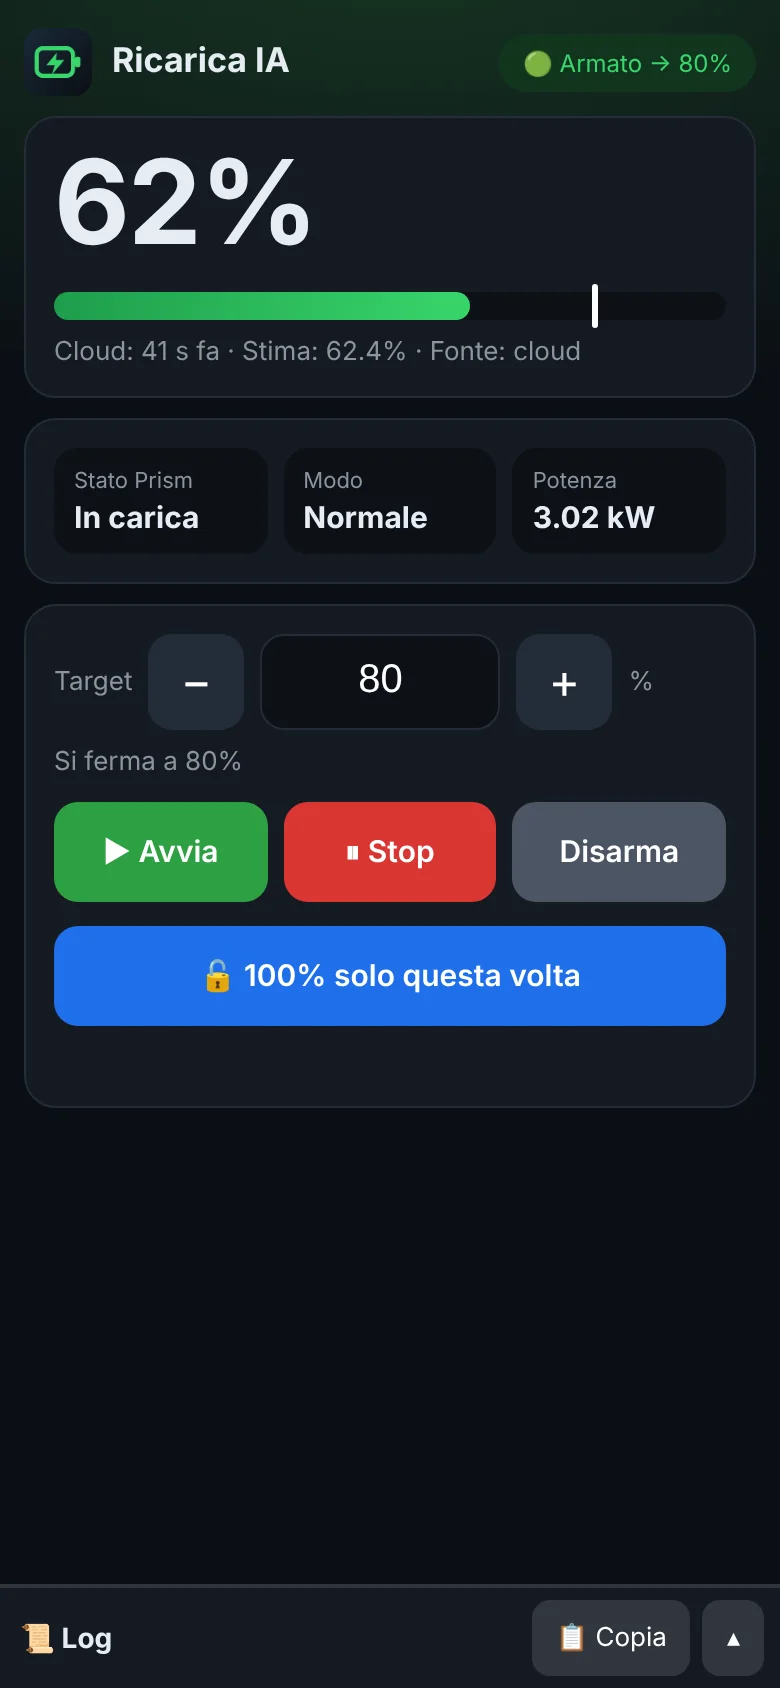 Ricarica IA
🟢 Armato → 80%
62%
Cloud: 41 s fa · Stima: 62.4% · Fonte: cloud
Stato Prism
In carica
Modo
Normale
Potenza
3.02 kW
Target − 80 + %
Si ferma a 80%
▶ Avvia
⏸ Stop
Disarma
🔓 100% solo questa volta
📜 Log
📋 Copia
▲